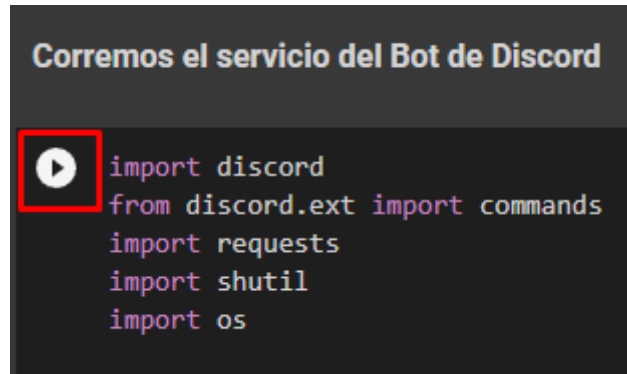 Corremos el servicio del Bot de Discord
import discord
from discord.ext import commands
import requests
import shutil
import os